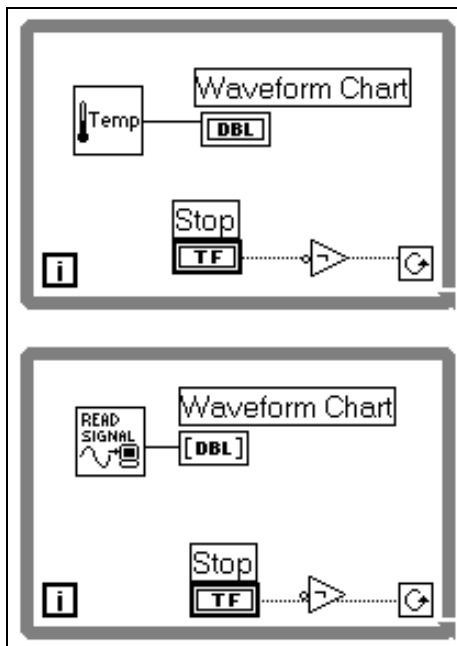 Waveform Chart
Temp
DBL
Stop
TF
i
Waveform Chart
READ
SIGNAL
[DBL]
Stop
TF
i